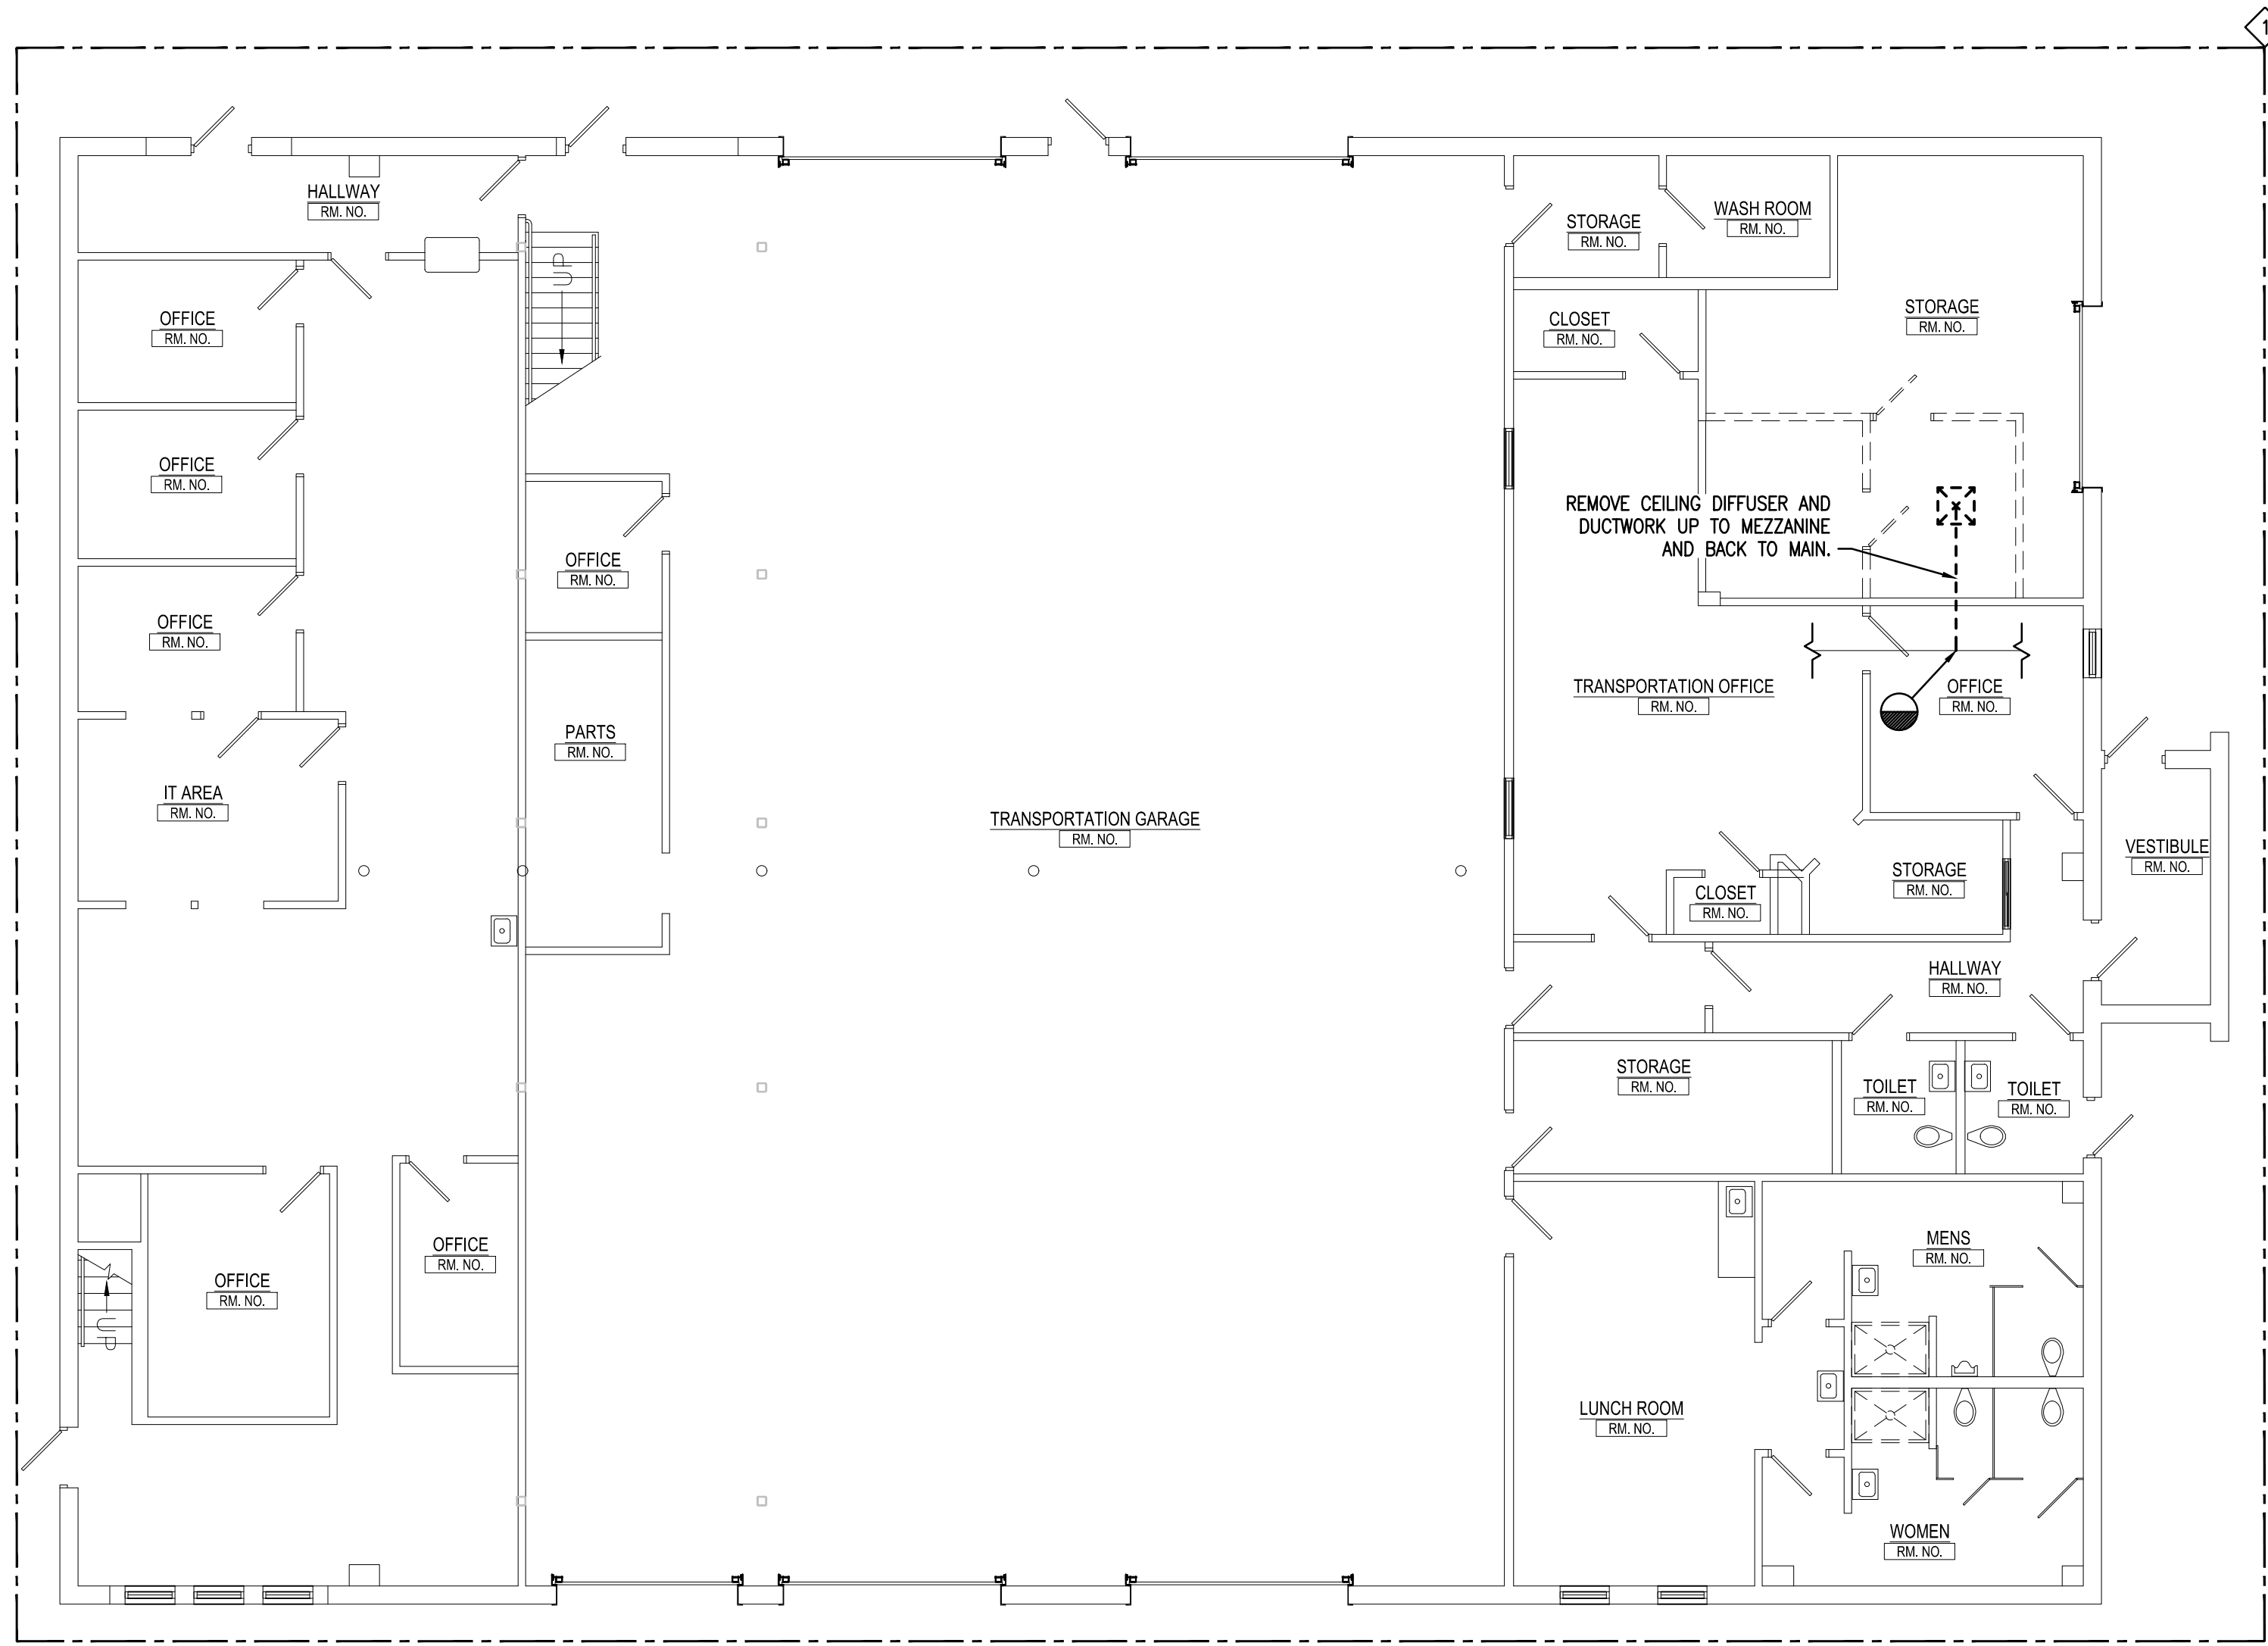 1
HALLWAY
RM. NO.
STORAGE
RM. NO.
WASH ROOM
RM. NO.
UP
OFFICE
RM. NO.
CLOSET
RM. NO.
STORAGE
RM. NO.
OFFICE
RM. NO.
REMOVE CEILING DIFFUSER AND
DUCTWORK UP TO MEZZANINE
AND BACK TO MAIN.
OFFICE
RM. NO.
OFFICE
RM. NO.
TRANSPORTATION OFFICE
RM. NO.
OFFICE
RM. NO.
PARTS
RM. NO.
IT AREA
RM. NO.
TRANSPORTATION GARAGE
RM. NO.
VESTIBULE
RM. NO.
CLOSET
RM. NO.
STORAGE
RM. NO.
HALLWAY
RM. NO.
STORAGE
RM. NO.
TOILET
RM. NO.
TOILET
RM. NO.
OFFICE
RM. NO.
OFFICE
RM. NO.
UP
MENS
RM. NO.
LUNCH ROOM
RM. NO.
WOMEN
RM. NO.